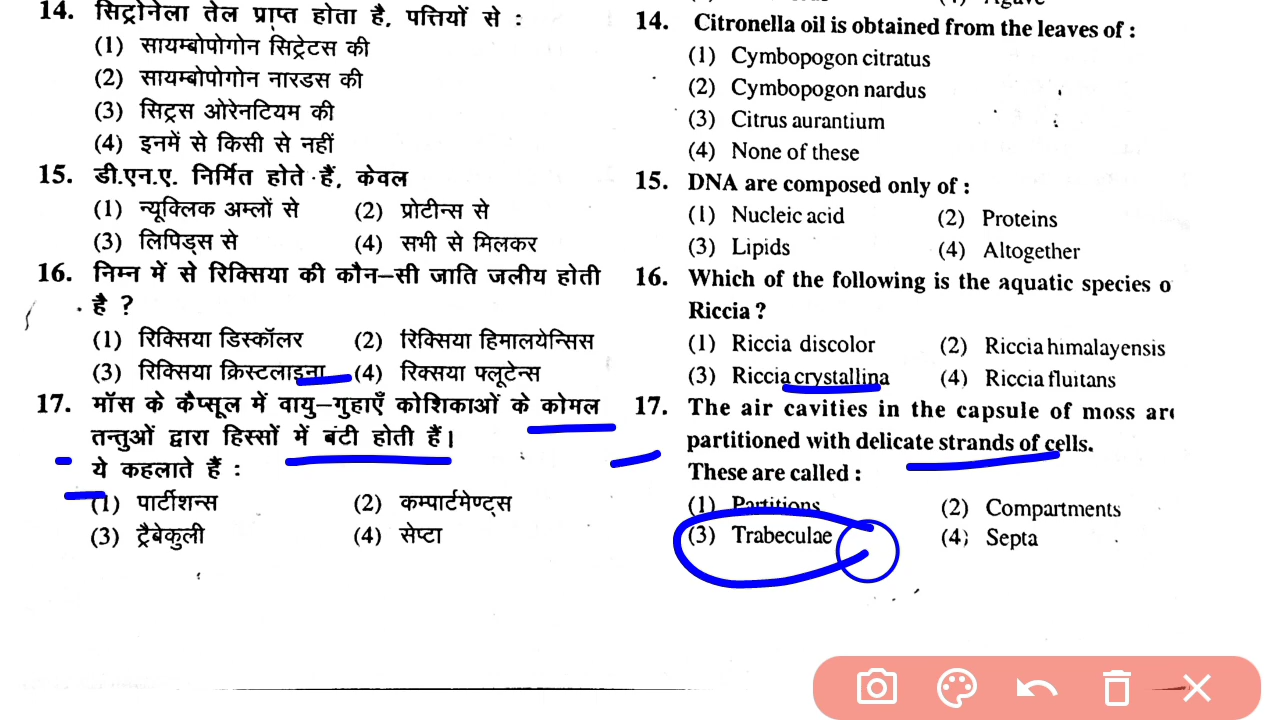 14. सिट्रोनेला तेल प्राप्त होता है, पत्तियों से :
(1) सायम्बोपोगोन सिट्रेटस की
(2) सायम्बोपोगोन नारडस की
(3) सिट्रस ओरेनटियम की
(4) इनमें से किसी से नहीं
15. डी.एन.ए. निर्मित होते हैं, केवल
(1) न्यूक्लिक अम्लों से (2) प्रोटीन्स से
(3) लिपिड्स से (4) सभी से मिलकर
16. निम्न में से रिक्सिया की कौन-सी जाति जलीय होती
है ?
(1) रिक्सिया डिस्कॉलर (2) रिक्सिया हिमालयेन्सिस
(3) रिक्सिया क्रिस्टलाइना (4) रिक्सया फ्लूटेन्स
17. मॉस के कैप्सूल में वायु-गुहाएँ कोशिकाओं के कोमल
तन्तुओं द्वारा हिस्सों में बंटी होती हैं।
ये कहलाते हैं :
(1) पार्टीशन्स (2) कम्पार्टमेण्ट्स
(3) ट्रैबेकुली (4) सेप्टा
14. Citronella oil is obtained from the leaves of :
(1) Cymbopogon citratus
(2) Cymbopogon nardus
(3) Citrus aurantium
(4) None of these
15. DNA are composed only of :
(1) Nucleic acid (2) Proteins
(3) Lipids (4) Altogether
16. Which of the following is the aquatic species o
Riccia ?
(1) Riccia discolor (2) Riccia himalayensis
(3) Riccia crystallina (4) Riccia fluitans
17. The air cavities in the capsule of moss are
partitioned with delicate strands of cells.
These are called :
(1) Partitions (2) Compartments
(3) Trabeculae (4) Septa